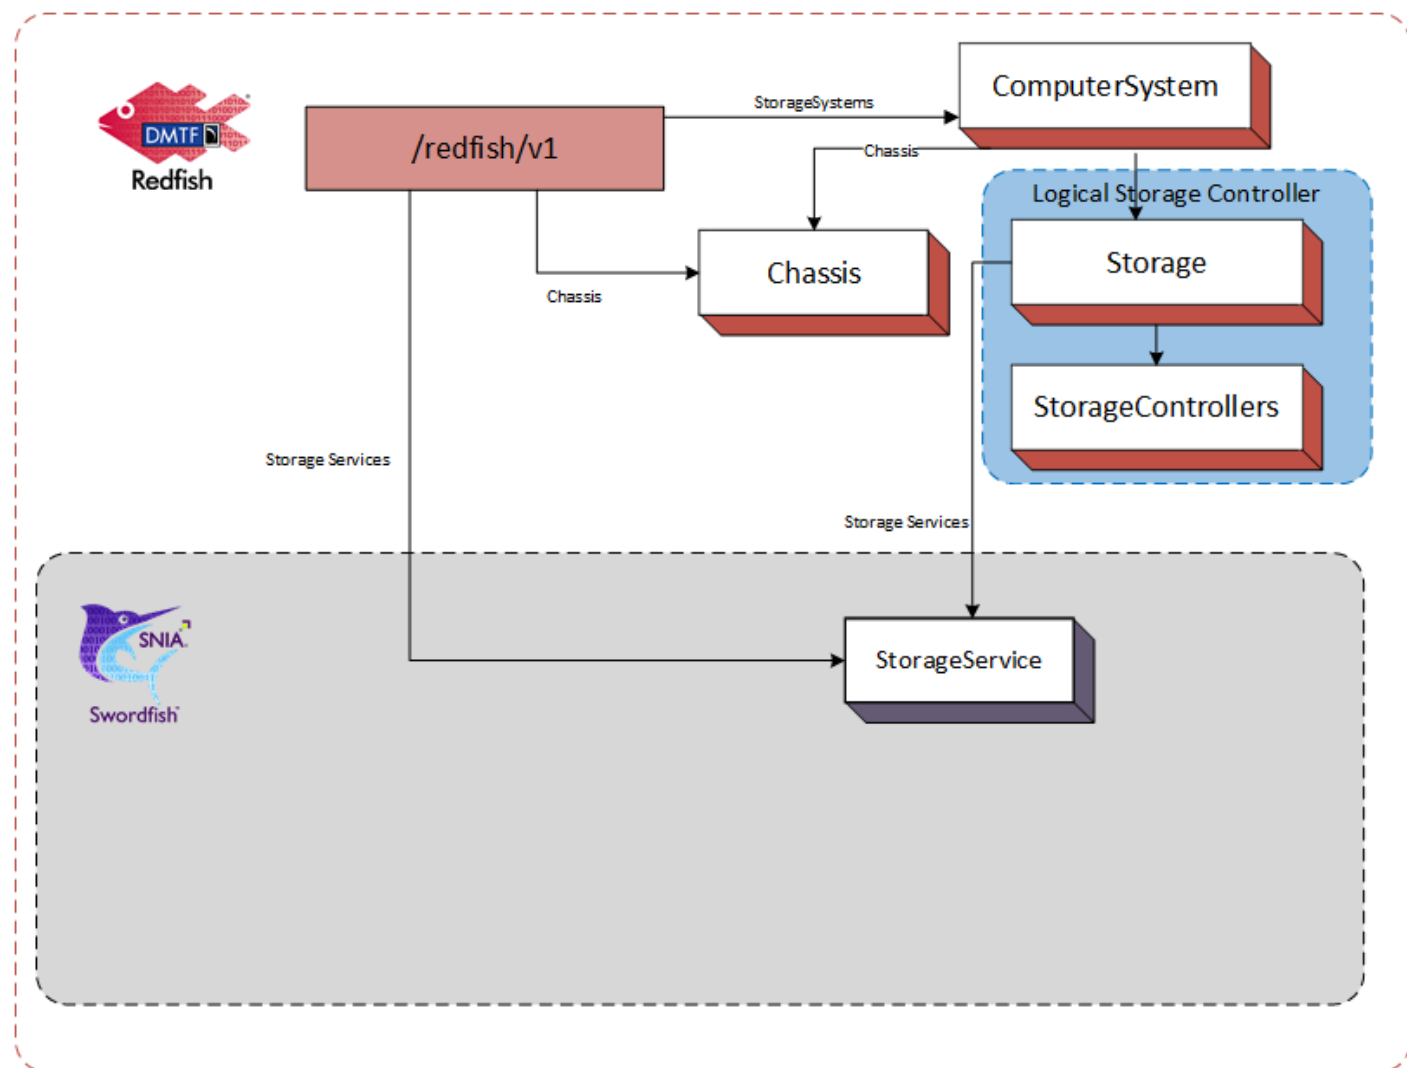 ComputerSystem
StorageSystems
/redfish/v1
DMTF
Redfish
Chassis
Logical Storage Controller
Storage
Chassis
Chassis
StorageControllers
Storage Services
Storage Services
SNIA
StorageService
Swordfish